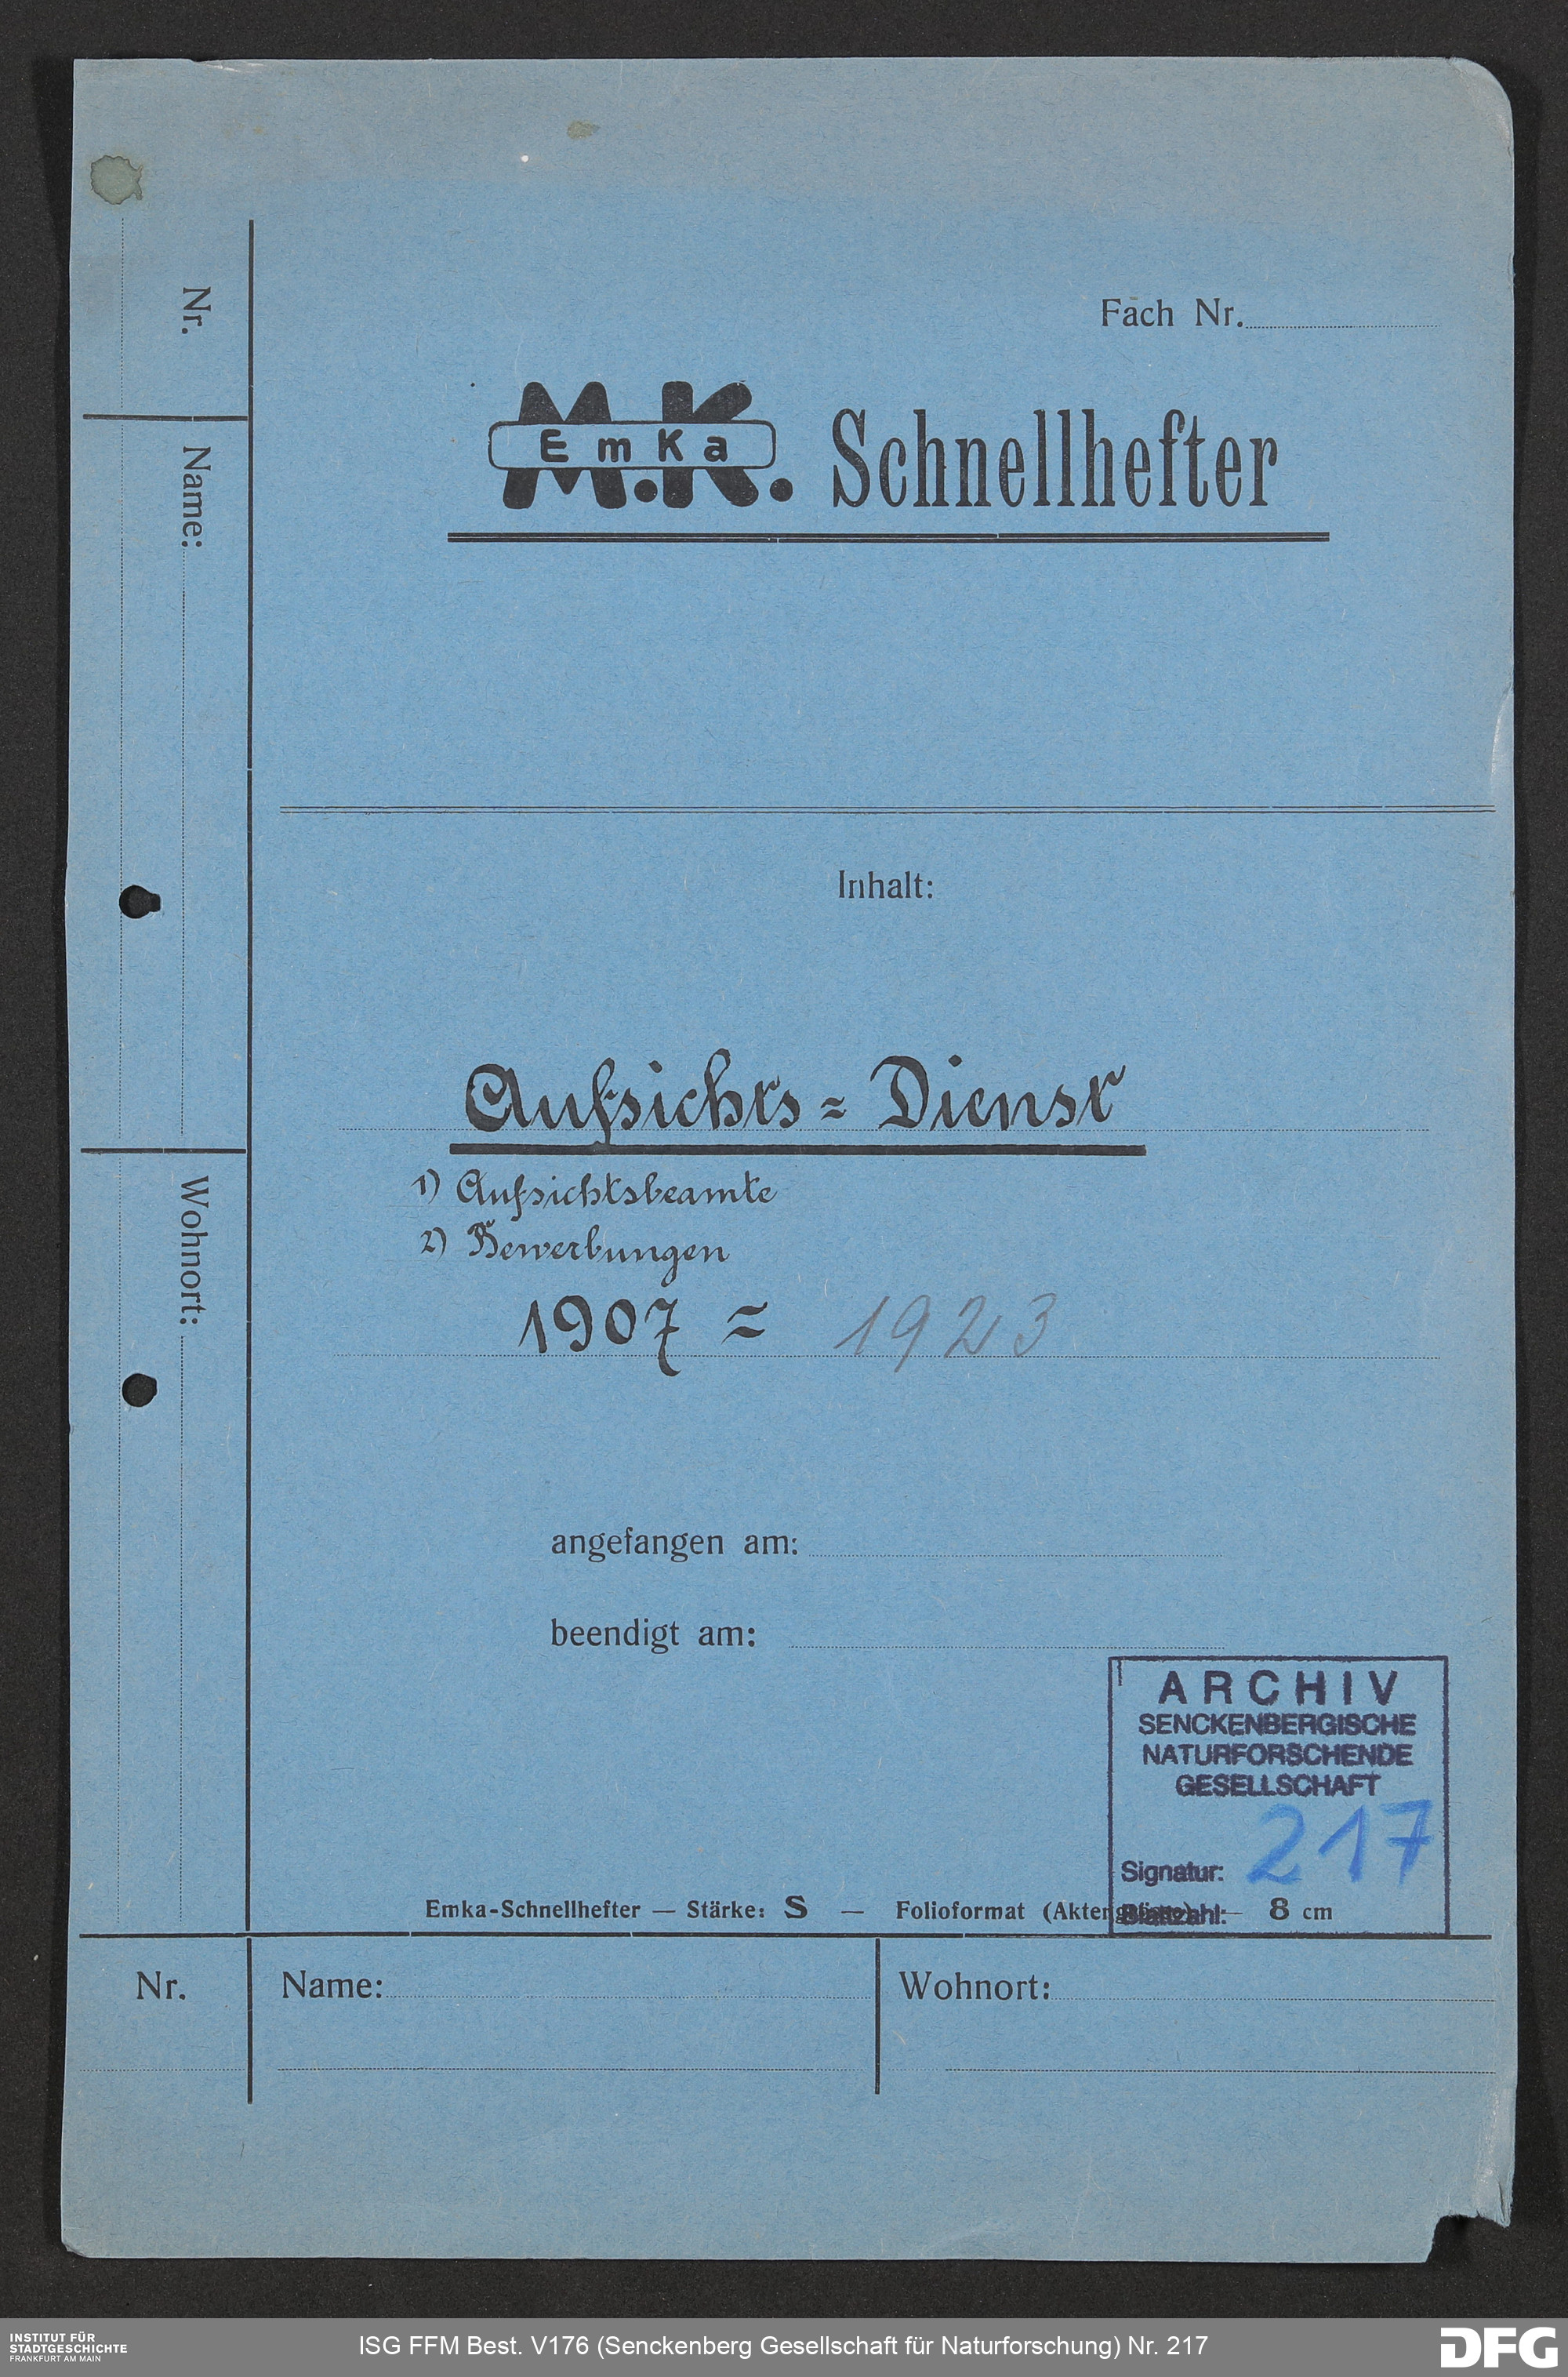 Fach Nr.
M.K. EmKa Schnellhefter
Inhalt:
Aufsichts = Dienst
1) Aufsichtsbeamte
2) Bewerbungen
1907 = 1923
angefangen am:
beendigt am:
ARCHIV
SENCKENBERGISCHE
NATURFORSCHENDE
GESELLSCHAFT
Signatur: 217
Blattzahl:
Emka-Schnellhefter — Stärke: S — Folioformat — 8 cm
Nr. Name: Wohnort:
Nr.
Name:
Wohnort:
INSTITUT FÜR
STADTGESCHICHTE
FRANKFURT AM MAIN
ISG FFM Best. V176 (Senckenberg Gesellschaft für Naturforschung) Nr. 217
DFG